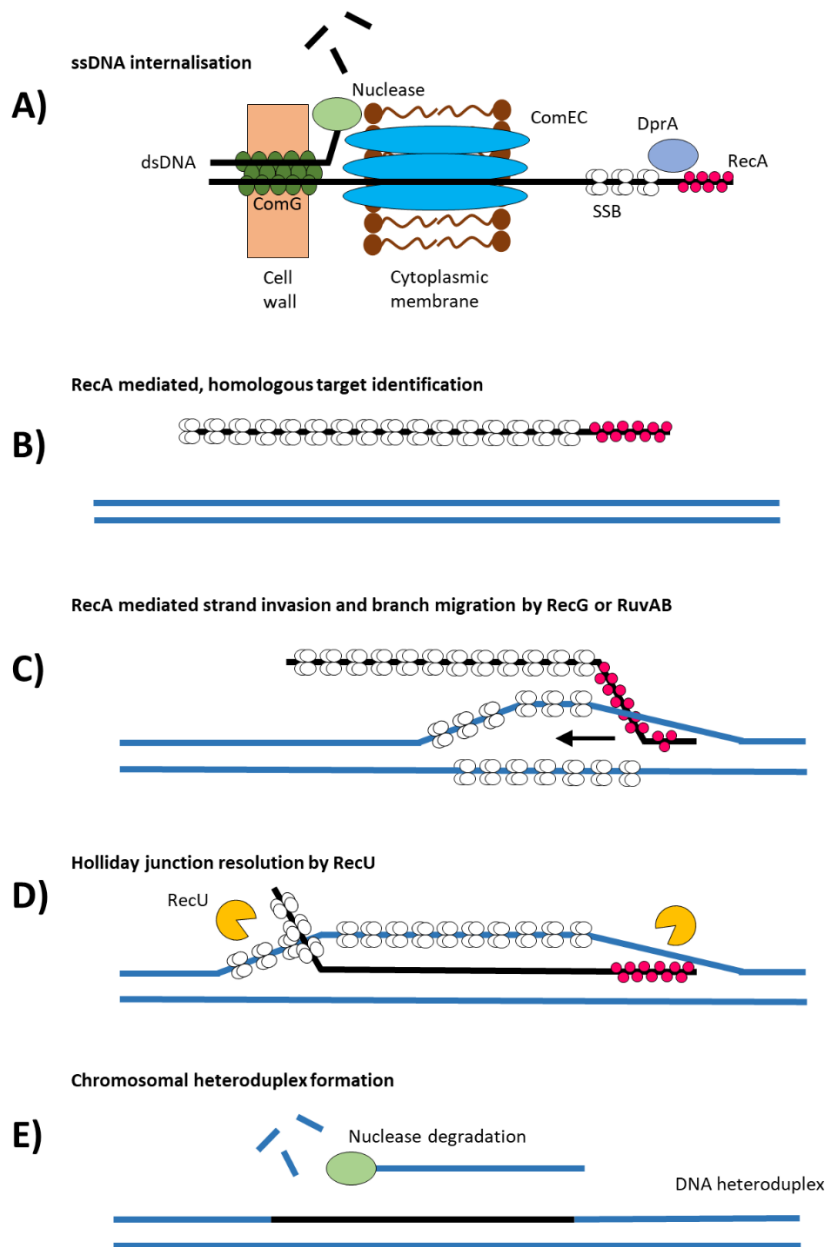 ssDNA internalisation
A)
Nuclease
ComEC
DprA
dsDNA
RecA
ComG
SSB
Cell
wall
Cytoplasmic
membrane
RecA mediated, homologous target identification
B)
RecA mediated strand invasion and branch migration by RecG or RuvAB
C)
Holliday junction resolution by RecU
D)
RecU
Chromosomal heteroduplex formation
E)
Nuclease degradation
DNA heteroduplex